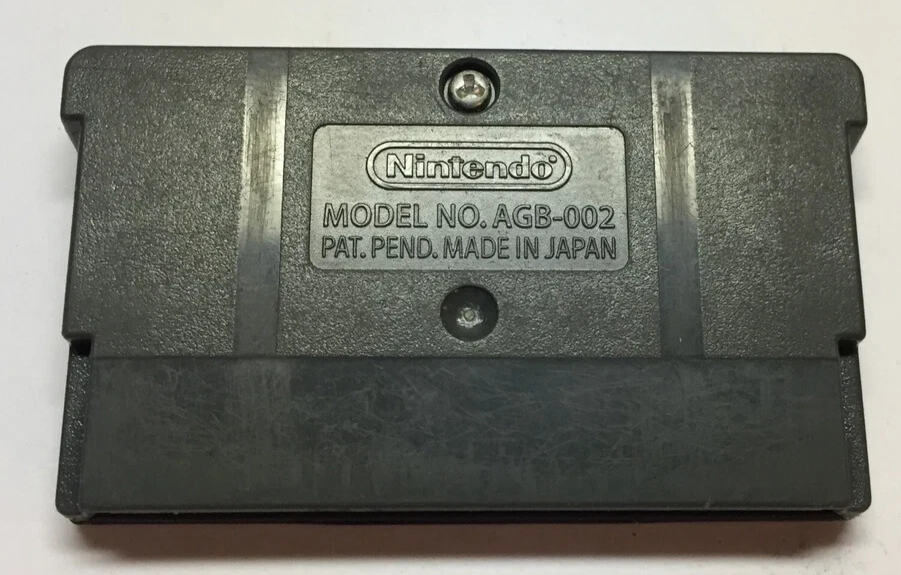 Nintendo
MODEL NO. AGB-002
PAT. PEND. MADE IN JAPAN